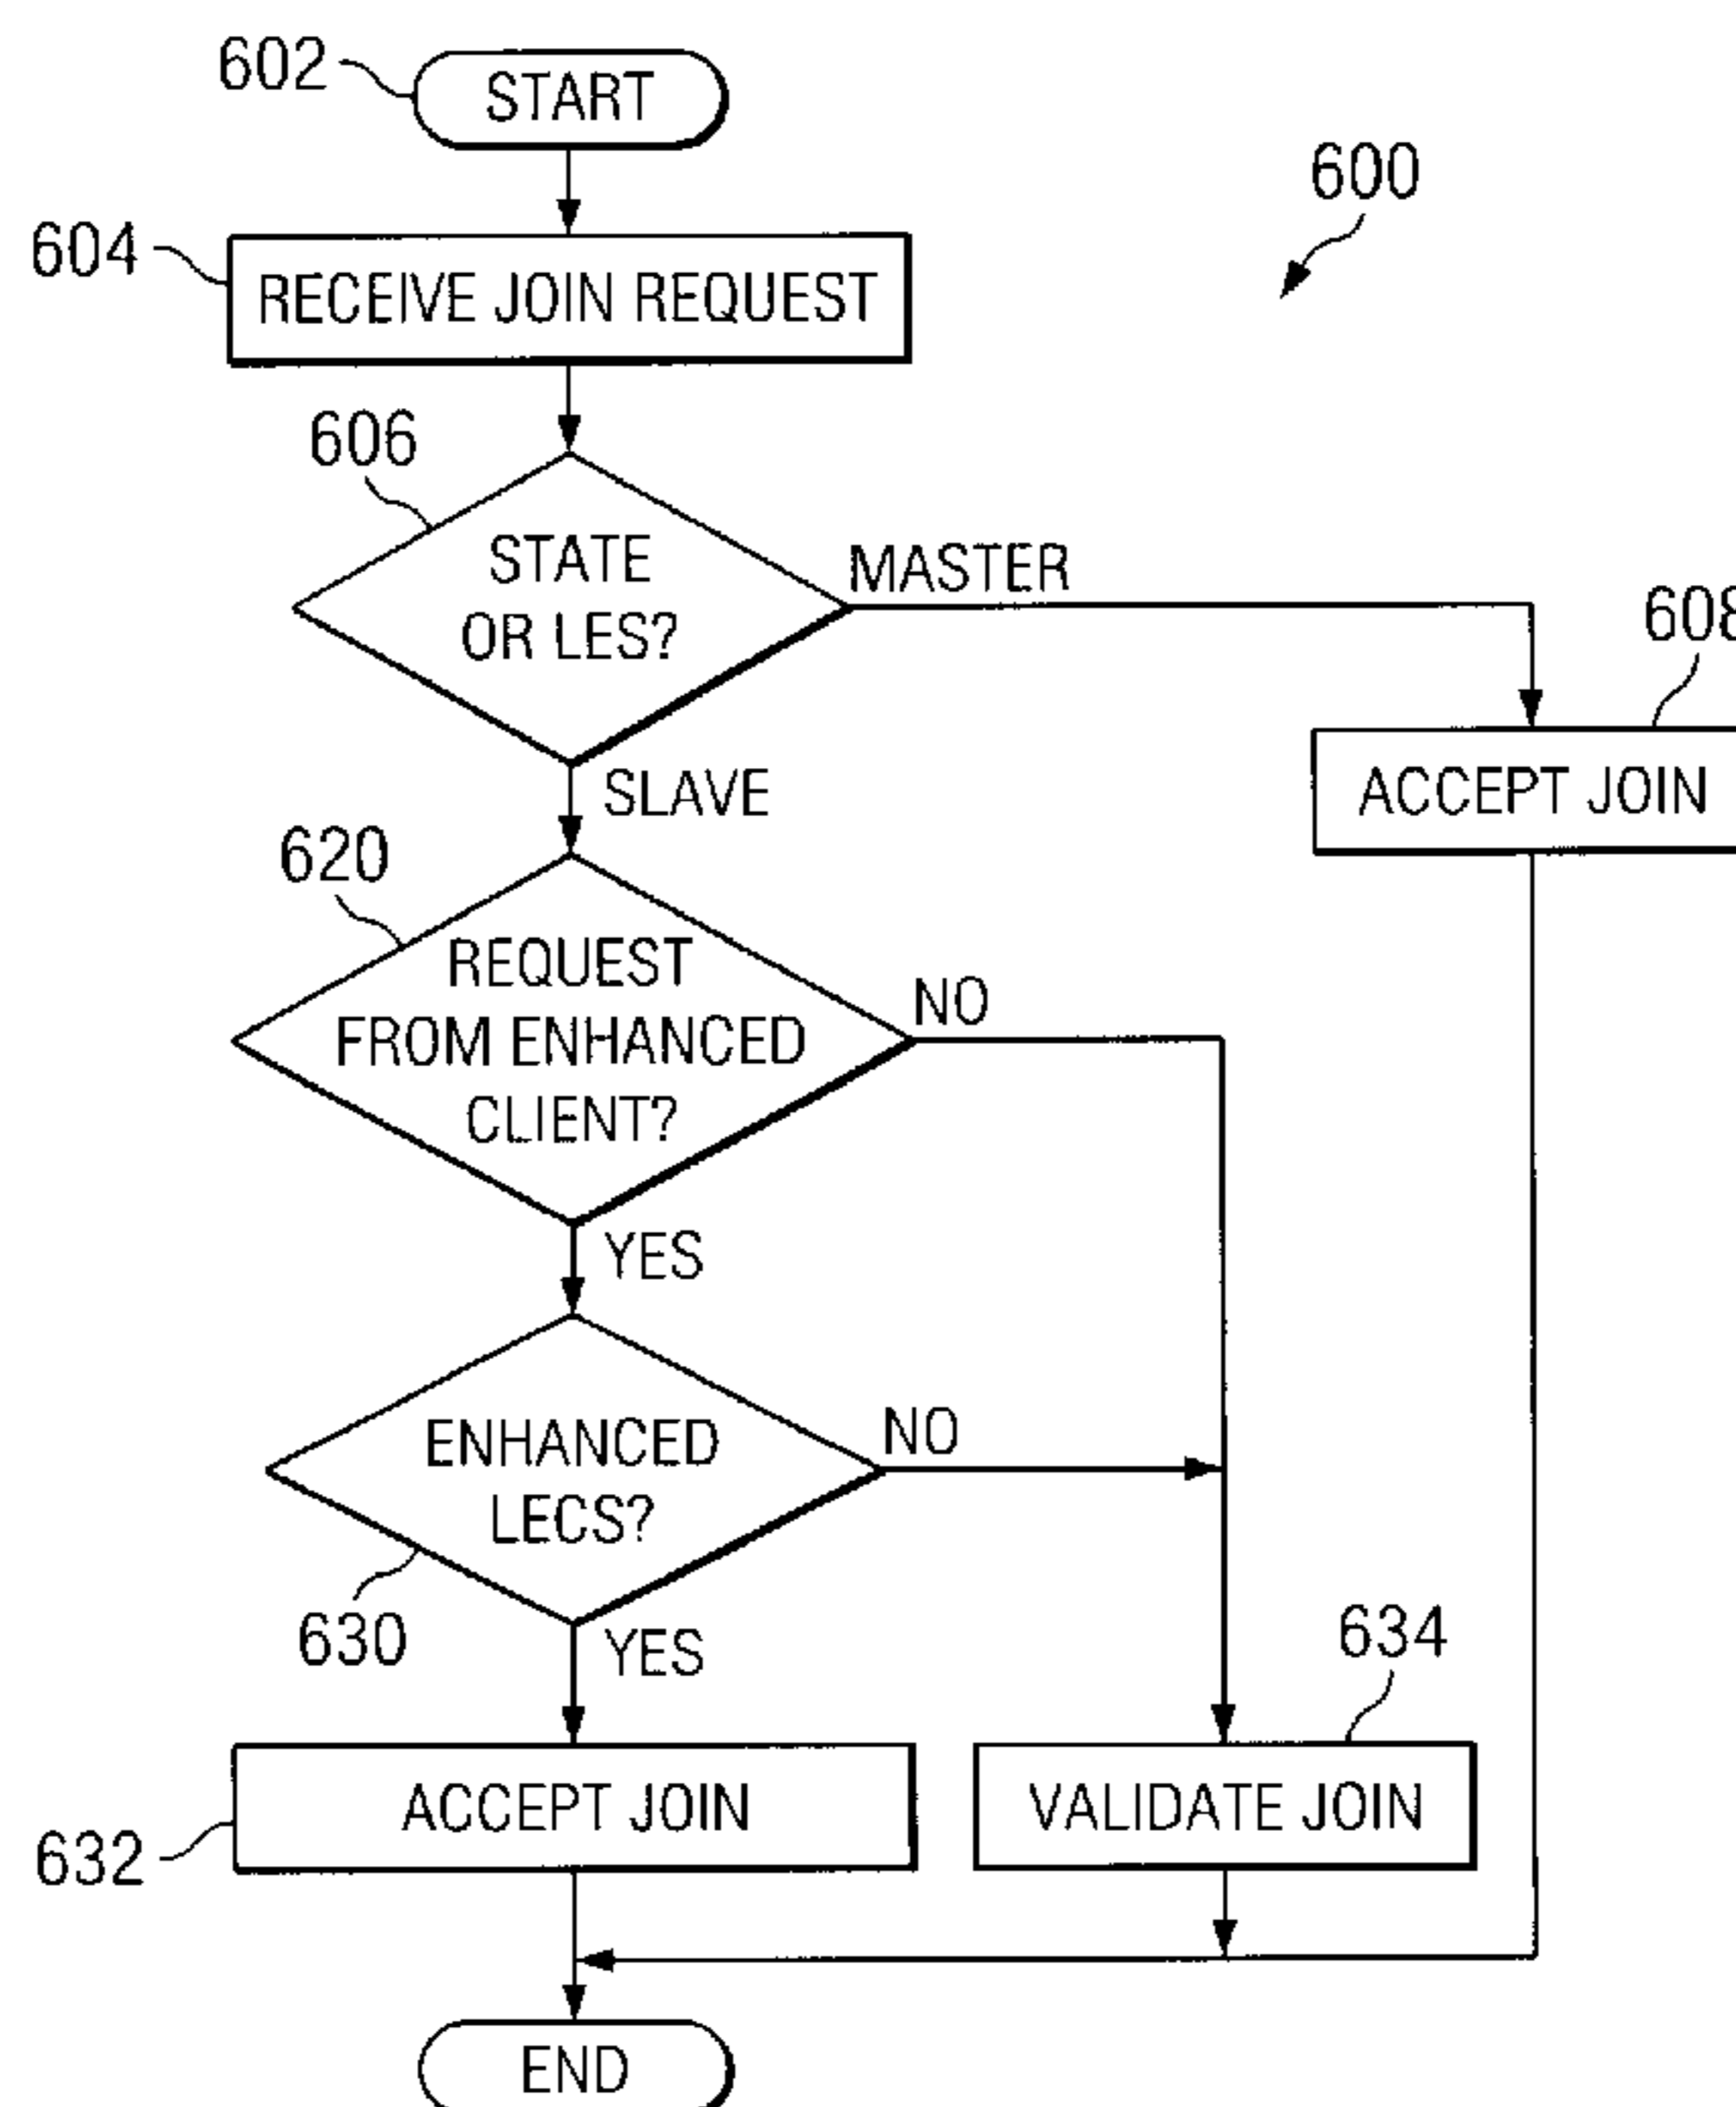 602
START
600
604
RECEIVE JOIN REQUEST
606
STATE
OR LES?
MASTER
608
ACCEPT JOIN
SLAVE
620
REQUEST
FROM ENHANCED
CLIENT?
NO
YES
ENHANCED
LECS?
NO
630
YES
634
ACCEPT JOIN
VALIDATE JOIN
632
END